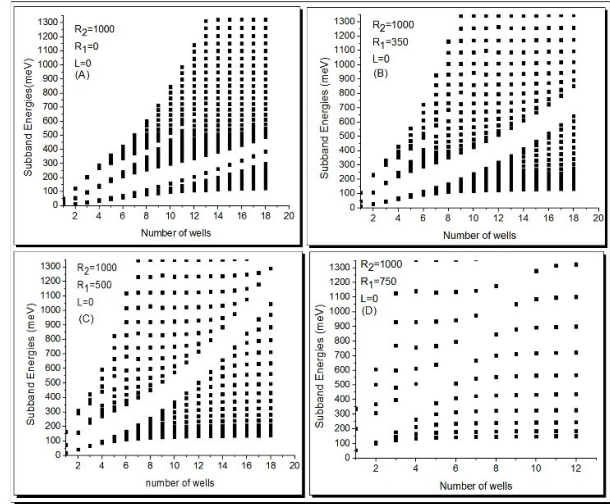 R2=1000
R1=0
L=0
(A)
Subband Energies(meV)
1300
1200
1100
1000
900
800
700
600
500
400
300
200
100
0
0 2 4 6 8 10 12 14 16 18 20
Number of wells
R2=1000
R1=350
L=0
(B)
Subband Energies (meV)
1300
1200
1100
1000
900
800
700
600
500
400
300
200
100
0
0 2 4 6 8 10 12 14 16 18 20
Number of wells
R2=1000
R1=500
L=0
(C)
Subband Energies (meV)
1300
1200
1100
1000
900
800
700
600
500
400
300
200
100
0
2 4 6 8 10 12 14 16 18 20
number of wells
R2=1000
R1=750
L=0
(D)
Subband Energies (meV)
1300
1200
1100
1000
900
800
700
600
500
400
300
200
100
0
2 4 6 8 10 12
Number of wells